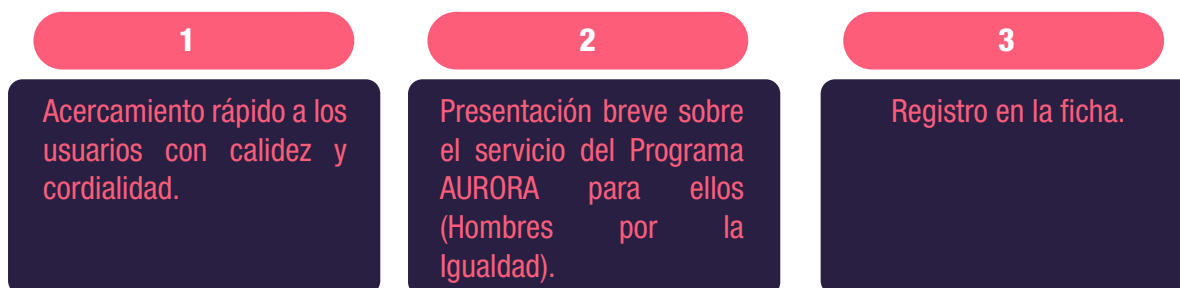 1
Acercamiento rápido a los
usuarios con calidez y
cordialidad.
2
Presentación breve sobre
el servicio del Programa
AURORA para ellos
(Hombres por la
Igualdad).
3
Registro en la ficha.